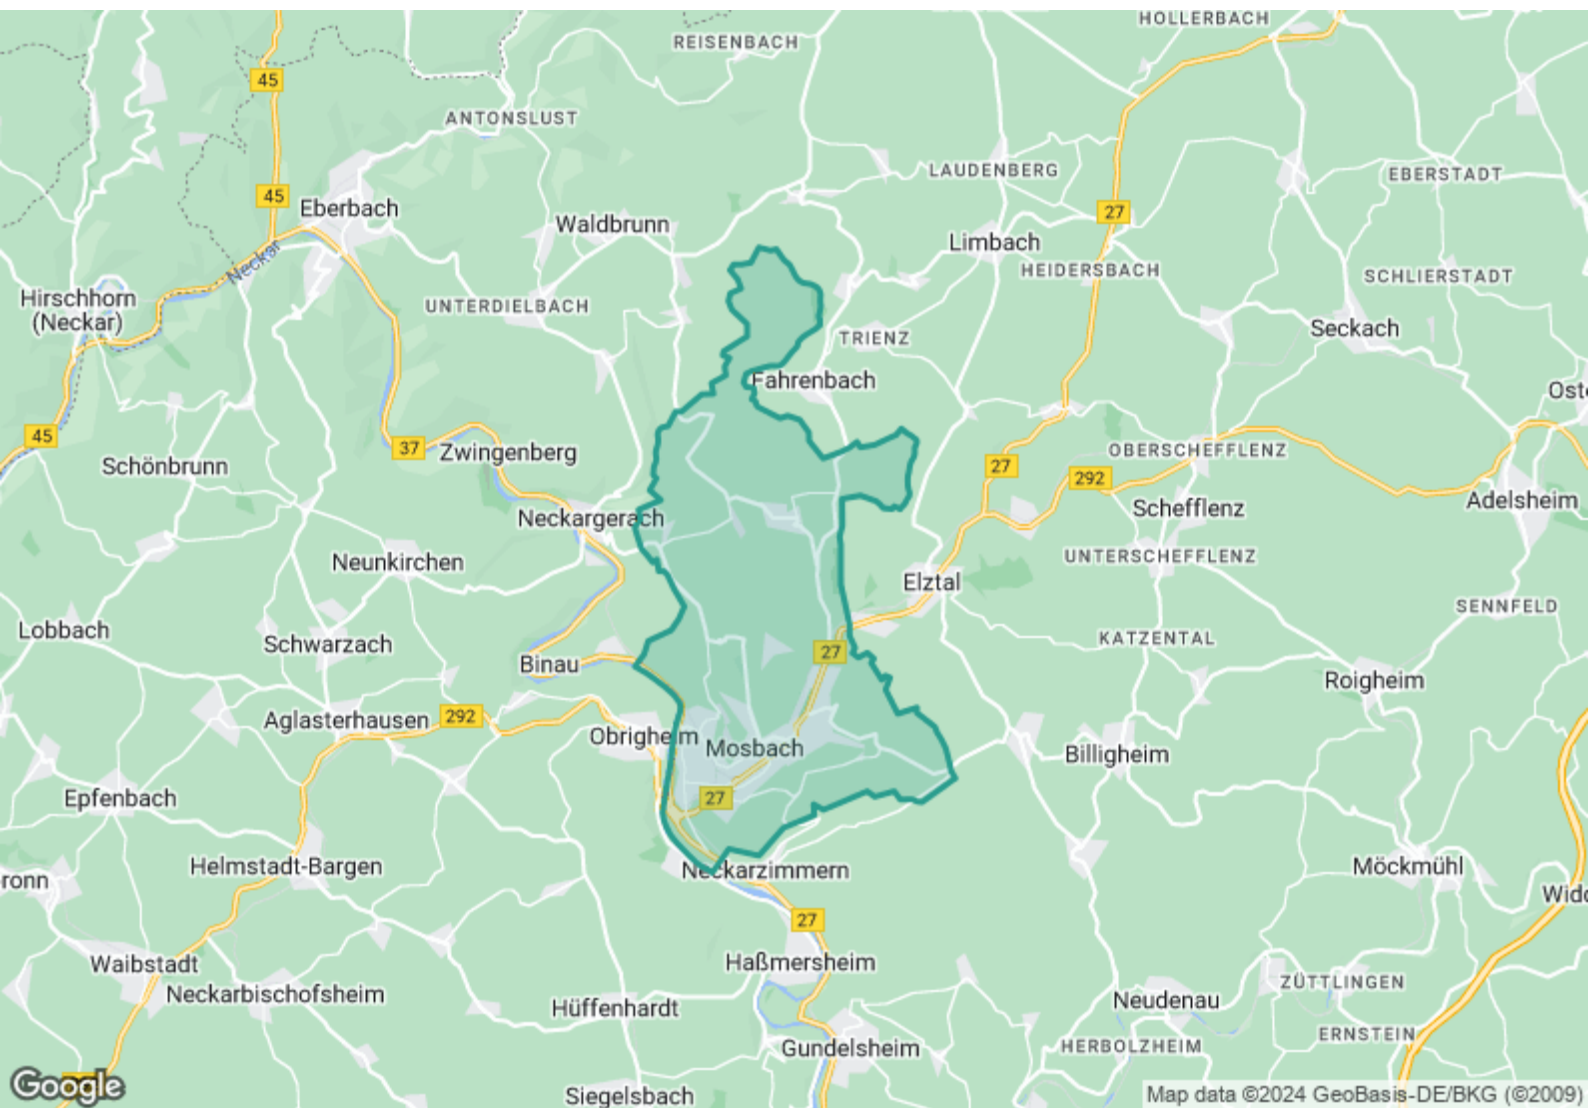 HOLLERBACH
REISENBACH
45
ANTONSLUST
LAUDENBERG
EBERSTADT
45
Eberbach
Waldbrunn
27
Limbach
Neckar
HEIDERSBACH
SCHLIERSTADT
Hirschhorn
(Neckar)
UNTERDIELBACH
Seckach
TRIENZ
Fahrenbach
Oste
45
37
Zwingenberg
OBERSCHEFFLENZ
Schönbrunn
27
292
Adelsheim
Schefflenz
Neckargerach
Neunkirchen
UNTERSCHEFFLENZ
Elztal
SENNFELD
Lobbach
Schwarzach
KATZENTAL
27
Binau
Roigheim
Aglasterhausen
292
Obrigheim
Mosbach
Billigheim
Epfenbach
27
Helmstadt-Bargen
Neckarzimmern
Möckmühl
ronn
Widd
27
Waibstadt
Haßmersheim
Neckarbischofsheim
ZÜTTLINGEN
Hüffenhardt
Neudenau
ERNSTEIN
Gundelsheim
HERBOLZHEIM
Google
Siegelsbach
Map data ©2024 GeoBasis-DE/BKG (©2009)